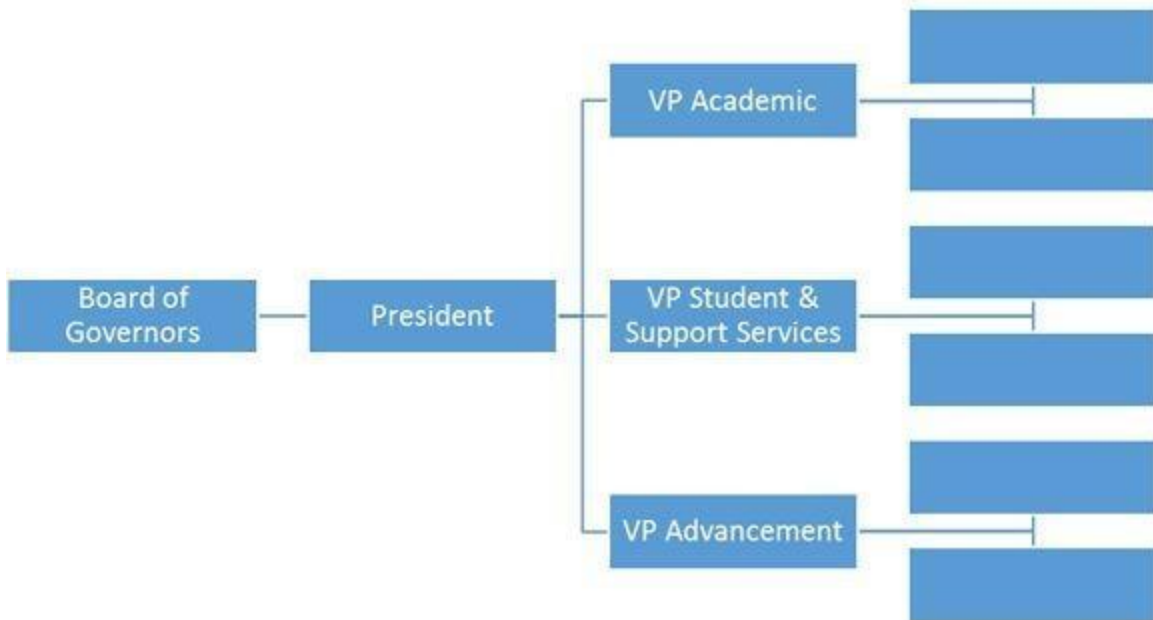 VP Academic
Board of
Governors
President
VP Student &
Support Services
VP Advancement